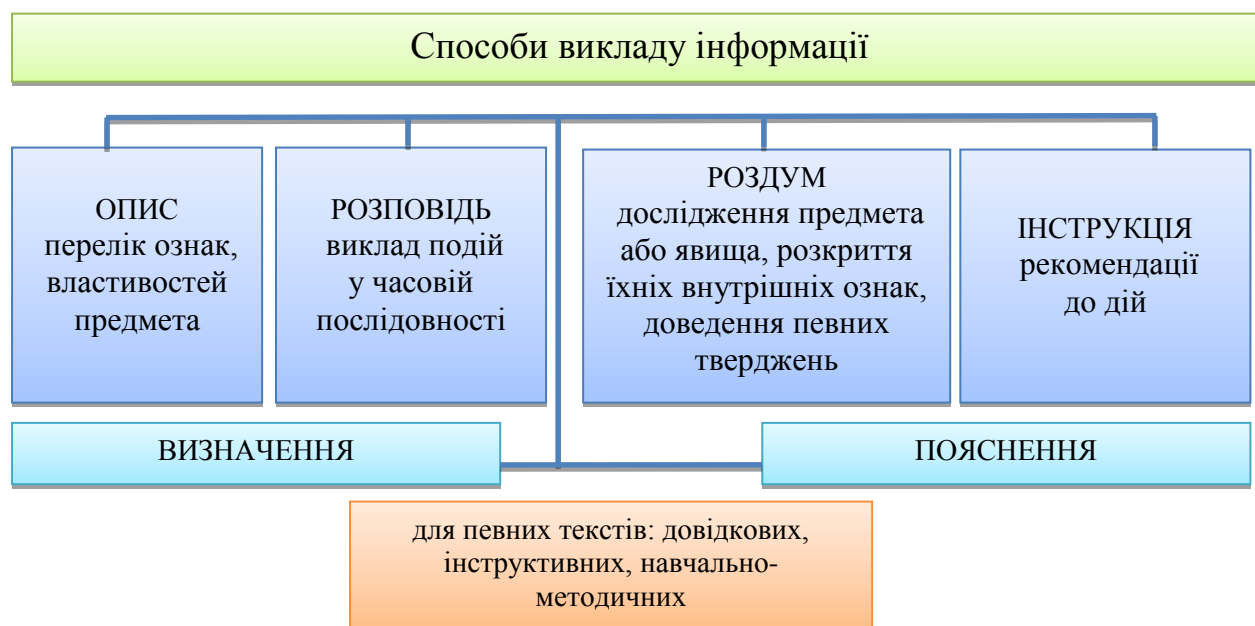 Способи викладу інформації
ОПИС
перелік ознак,
властивостей
предмета
РОЗПОВІДЬ
виклад подій
у часовій
послідовності
РОЗДУМ
дослідження предмета
або явища, розкриття
їхніх внутрішніх ознак,
доведення певних
тверджень
ІНСТРУКЦІЯ
рекомендації
до дій
ВИЗНАЧЕННЯ
ПОЯСНЕННЯ
для певних текстів: довідкових,
інструктивних, навчально-
методичних